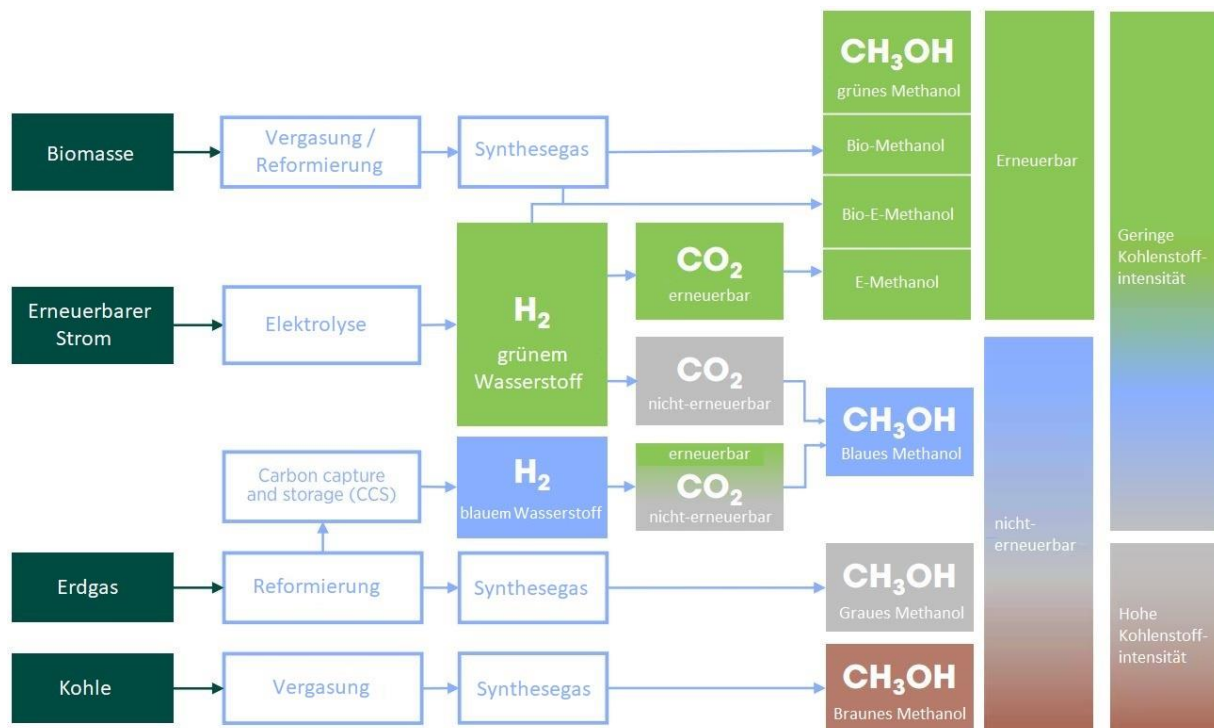 CH₃OH
grünes Methanol
Biomasse
Vergasung /
Reformierung
Synthesegas
Bio-Methanol
Erneuerbar
Bio-E-Methanol
Geringe
Kohlenstoff-
intensität
Erneuerbarer
Strom
Elektrolyse
H₂
grünem
Wasserstoff
CO₂
erneuerbar
E-Methanol
CO₂
nicht-erneuerbar
CH₃OH
Blaues Methanol
Carbon capture
and storage (CCS)
H₂
blauem Wasserstoff
erneuerbar
CO₂
nicht-erneuerbar
nicht-
erneuerbar
Erdgas
Reformierung
Synthesegas
CH₃OH
Graues Methanol
Hohe
Kohlenstoff-
intensität
Kohle
Vergasung
Synthesegas
CH₃OH
Braunes Methanol